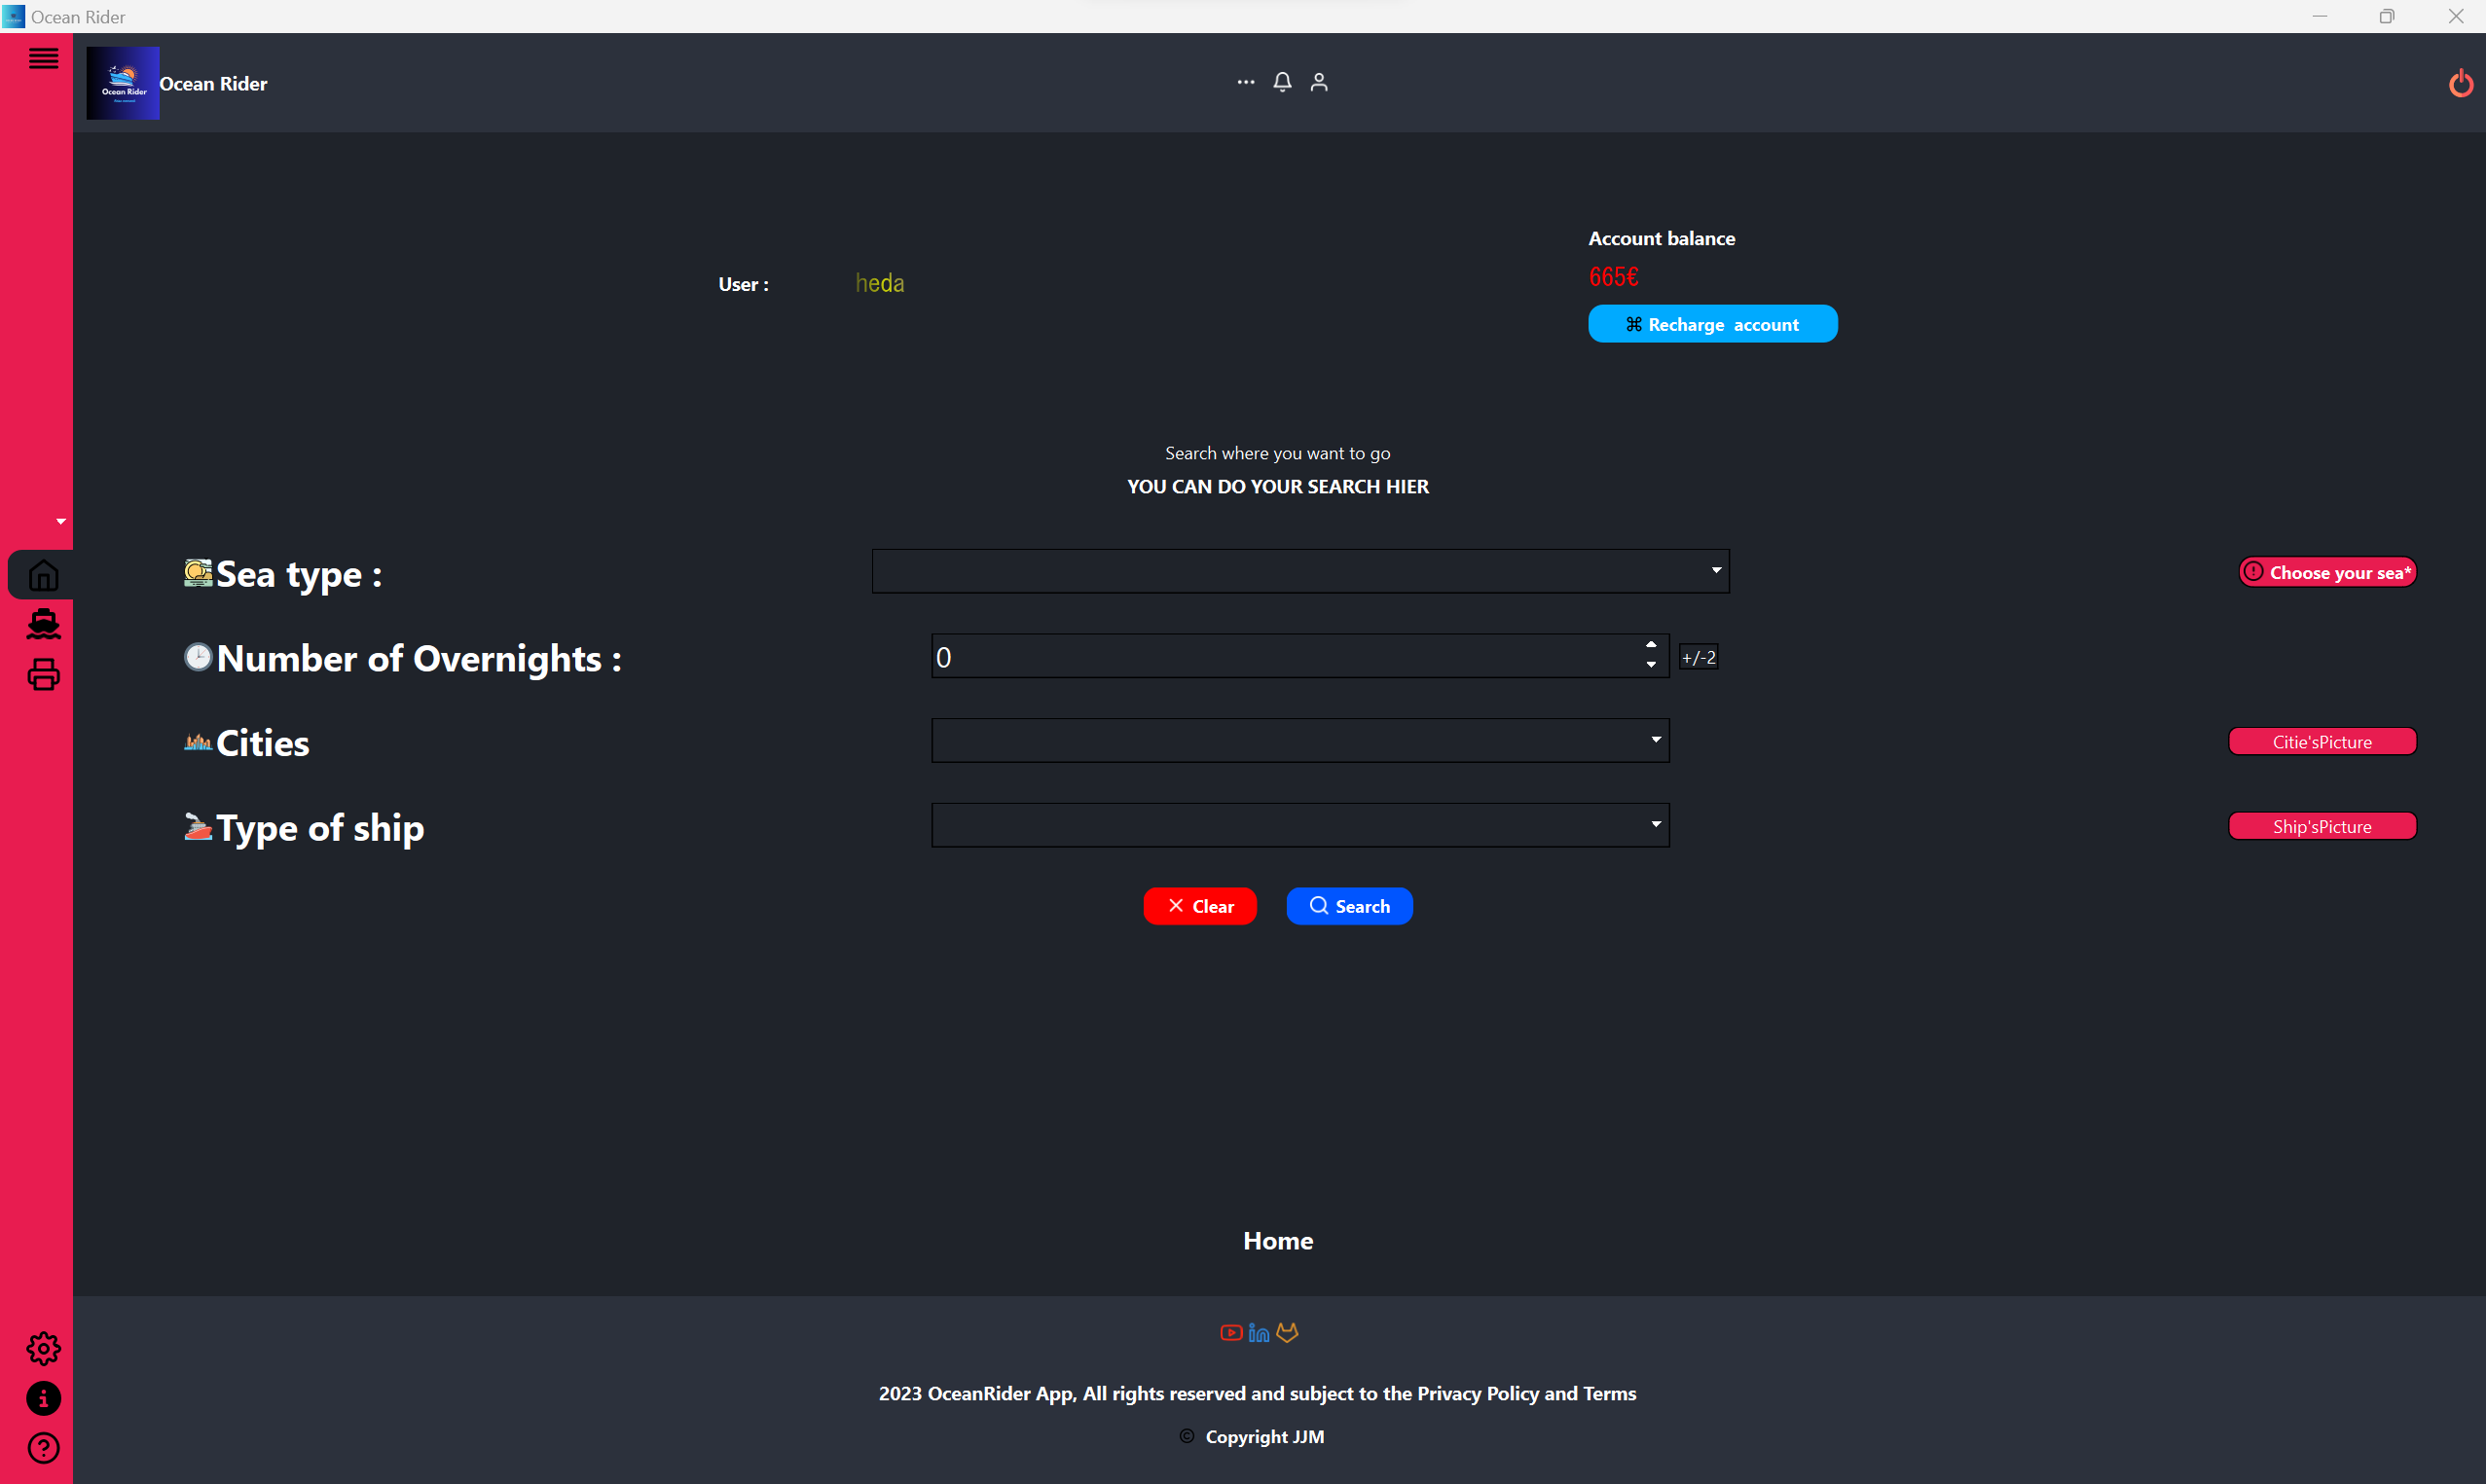 Ocean Rider
Ocean Rider
Ocean Rider
Account balance
User : heda
665€
⌘ Recharge account
Search where you want to go
YOU CAN DO YOUR SEARCH HIER
Sea type :
Choose your sea*
Number of Overnights :
0
+/-2
Cities
Citie'sPicture
Type of ship
Ship'sPicture
Clear
Search
Home
2023 OceanRider App, All rights reserved and subject to the Privacy Policy and Terms
© Copyright JJM